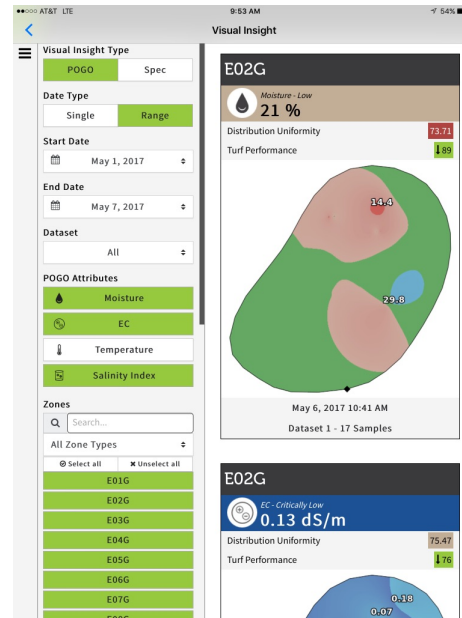 AT&T LTE
9:53 AM
54%
Visual Insight
Visual Insight Type
POGO
Spec
Date Type
Single
Range
Start Date
May 1, 2017
End Date
May 7, 2017
Dataset
All
POGO Attributes
Moisture
EC
Temperature
Salinity Index
Zones
Search...
All Zone Types
Select all
Unselect all
E01G
E02G
E03G
E04G
E05G
E06G
E07G
E02G
Moisture - Low
21 %
Distribution Uniformity
73.71
Turf Performance
89
14.4
29.8
May 6, 2017 10:41 AM
Dataset 1 - 17 Samples
E02G
EC - Critically Low
0.13 dS/m
Distribution Uniformity
75.47
Turf Performance
76
0.18
0.07